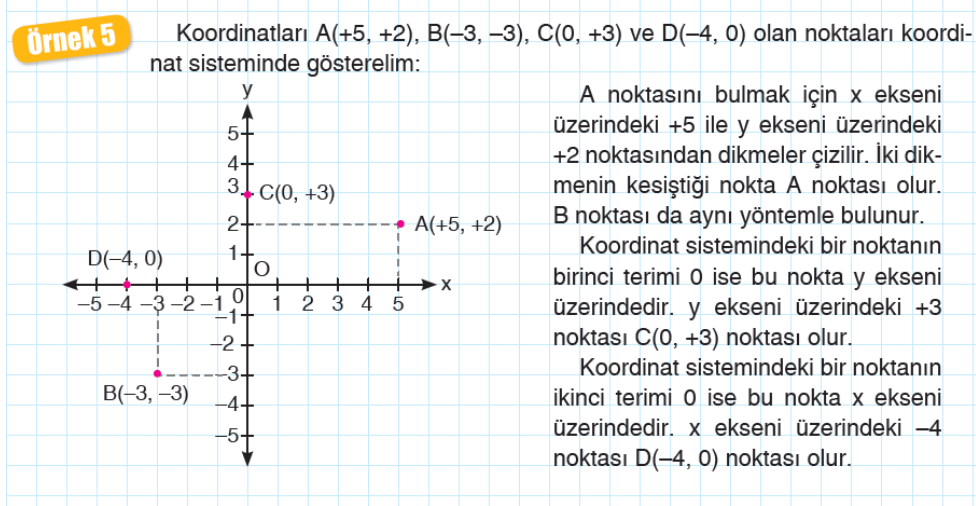 Örnek 5
Koordinatları A(+5, +2), B(–3, –3), C(0, +3) ve D(–4, 0) olan noktaları koordi-
nat sisteminde gösterelim:
y
5
4
3
C(0, +3)
2
A(+5, +2)
1
D(–4, 0)
O
x
–5 –4 –3 –2 –1 0 1 2 3 4 5
–1
–2
–3
B(–3, –3)
–4
–5
A noktasını bulmak için x ekseni
üzerindeki +5 ile y ekseni üzerindeki
+2 noktasından dikmeler çizilir. İki dik-
menin kesiştiği nokta A noktası olur.
B noktası da aynı yöntemle bulunur.
Koordinat sistemindeki bir noktanın
birinci terimi 0 ise bu nokta y ekseni
üzerindedir. y ekseni üzerindeki +3
noktası C(0, +3) noktası olur.
Koordinat sistemindeki bir noktanın
ikinci terimi 0 ise bu nokta x ekseni
üzerindedir. x ekseni üzerindeki –4
noktası D(–4, 0) noktası olur.